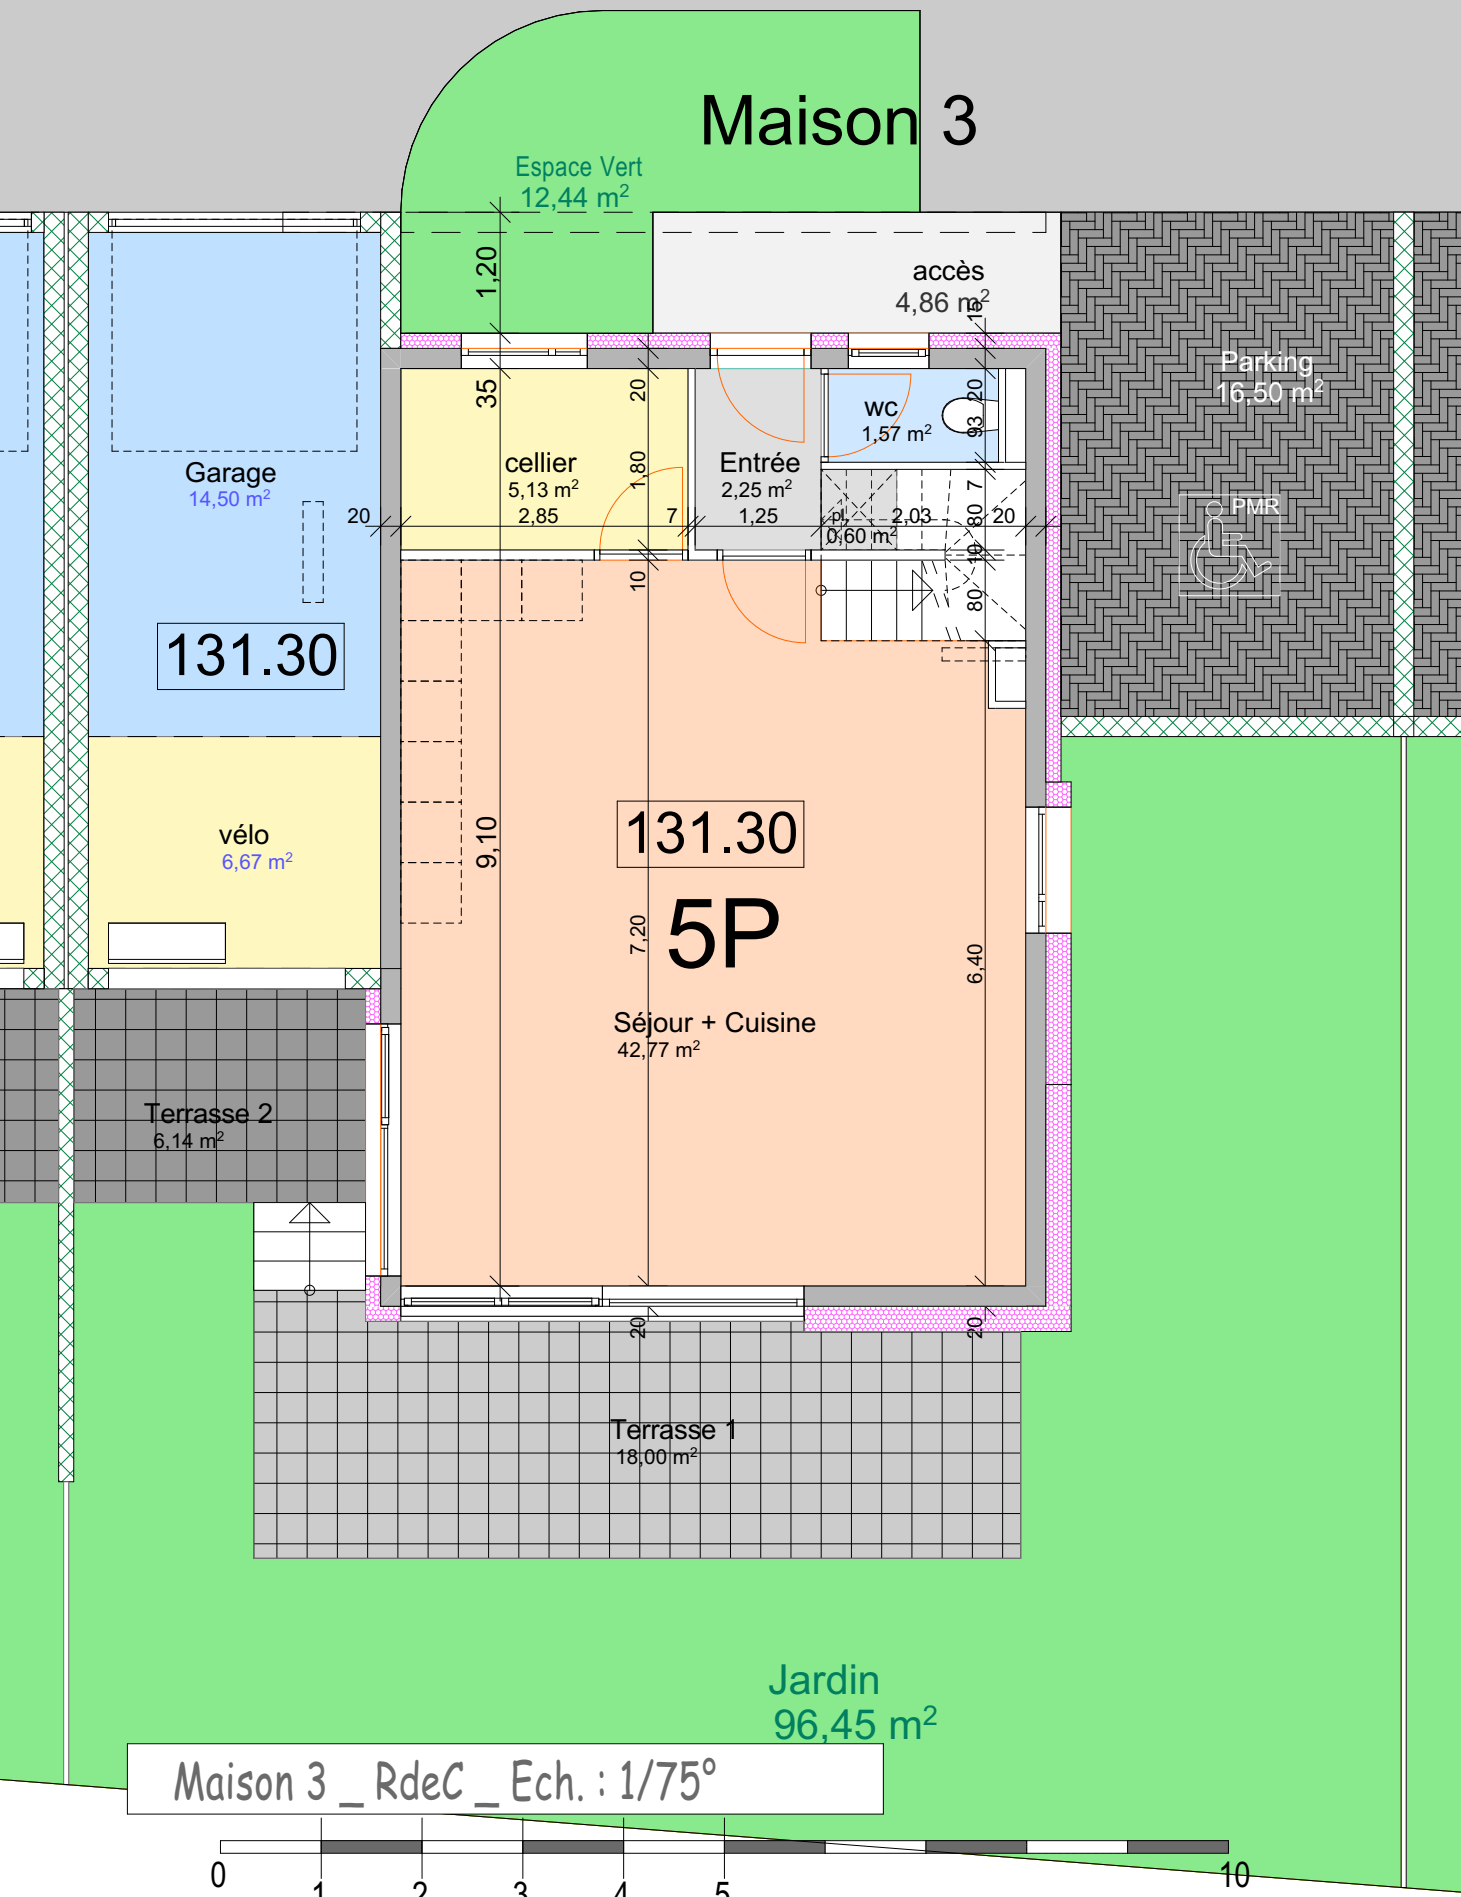 Maison 3
Espace Vert
12,44 m²
1,20
accès
4,86 m²
15
Parking
16,50 m²
35
20
20
wc
1,57 m²
93
Garage
14,50 m²
cellier
5,13 m²
1,80
Entrée
2,25 m²
7
PMR
20
2,85
7
1,25
pl.
2,03
80
20
0,60 m²
10
10
80
131.30
131.30
vélo
6,67 m²
9,10
5P
7,20
6,40
Séjour + Cuisine
42,77 m²
Terrasse 2
6,14 m²
20
20
Terrasse 1
18,00 m²
Jardin
96,45 m²
Maison 3 _ RdeC _ Ech. : 1/75°
0
1
2
3
4
5
10